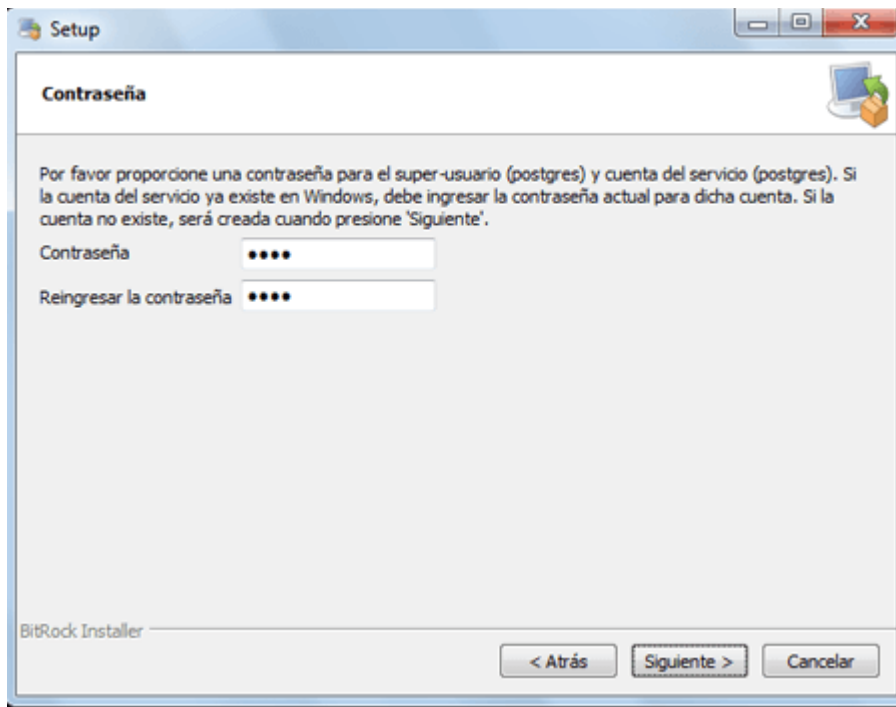 Setup
Contraseña
Por favor proporcione una contraseña para el super-usuario (postgres) y cuenta del servicio (postgres). Si
la cuenta del servicio ya existe en Windows, debe ingresar la contraseña actual para dicha cuenta. Si la
cuenta no existe, será creada cuando presione 'Siguiente'.
Contraseña ••••
Reingresar la contraseña ••••
BitRock Installer
< Atrás Siguiente > Cancelar